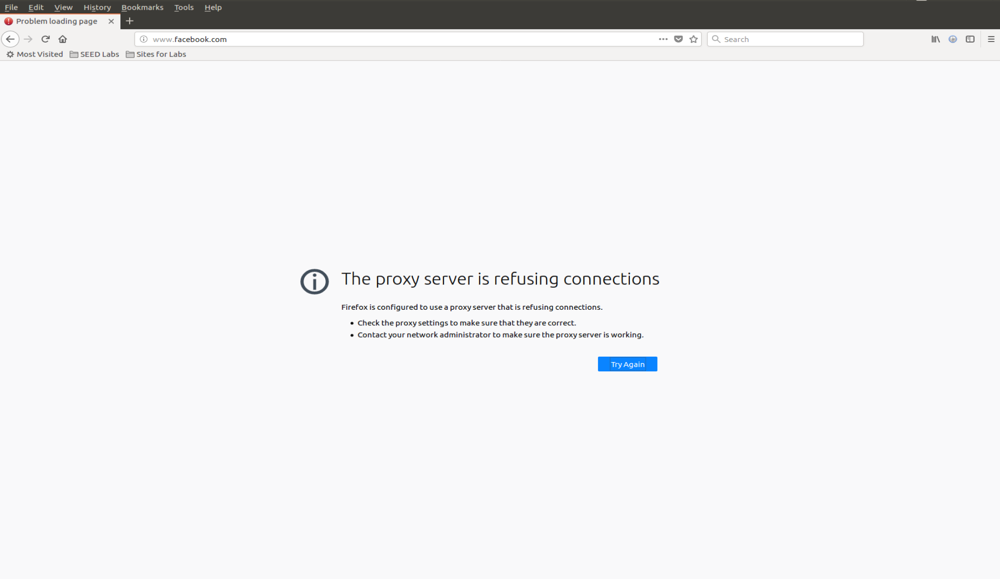 File Edit View History Bookmarks Tools Help
Problem loading page
www.facebook.com
Search
Most Visited SEED Labs Sites for Labs
The proxy server is refusing connections
Firefox is configured to use a proxy server that is refusing connections.
Check the proxy settings to make sure that they are correct.
Contact your network administrator to make sure the proxy server is working.
Try Again